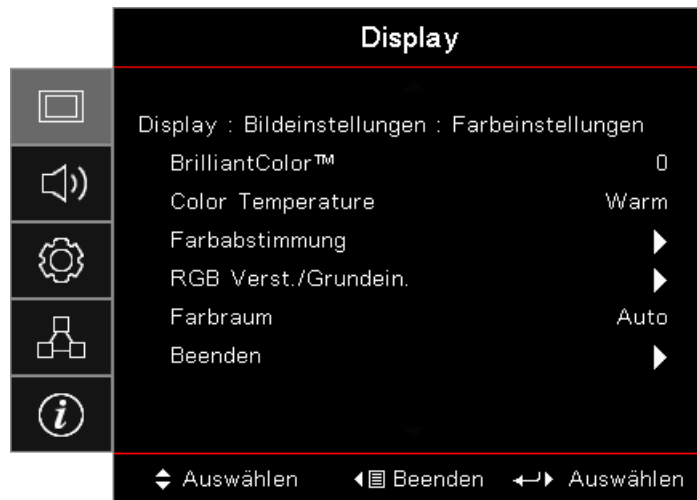 Display
Display : Bildeinstellungen : Farbeinstellungen
BrilliantColor™ 0
Color Temperature Warm
Farbabstimmung
RGB Verst./Grundein.
Farbraum Auto
Beenden
Auswählen Beenden Auswählen